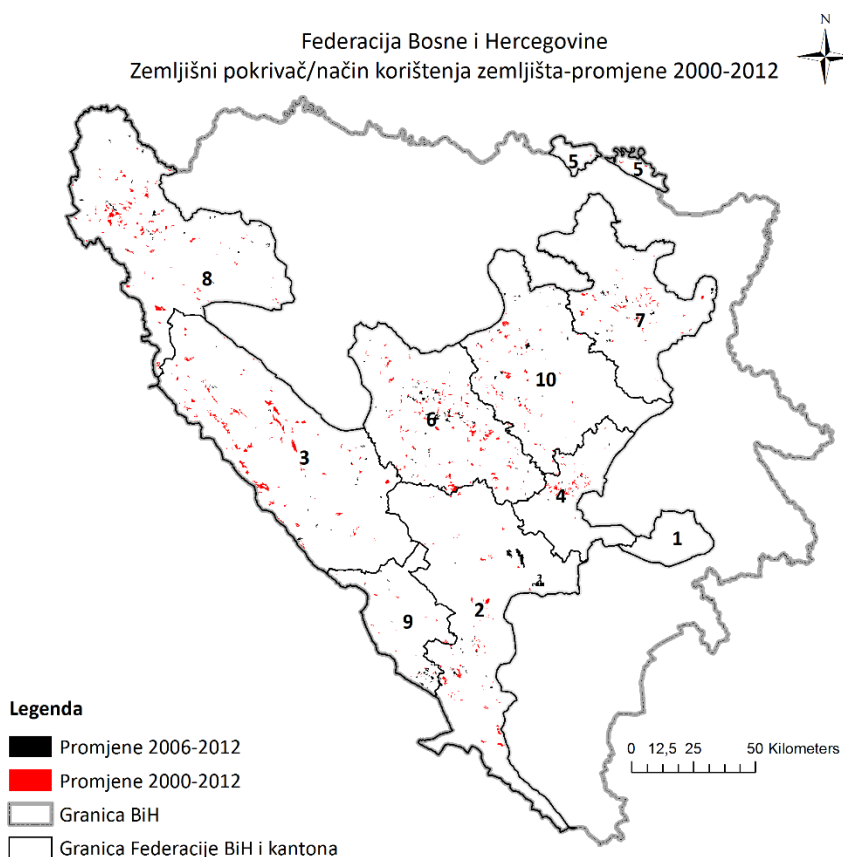 N
Federacija Bosne i Hercegovine
Zemljišni pokrivač/način korištenja zemljišta-promjene 2000-2012
5
5
8
7
10
6
3
4
1
2
9
Legenda
Promjene 2006-2012
Promjene 2000-2012
Granica BiH
Granica Federacije BiH i kantona
0 12,5 25 50 Kilometers